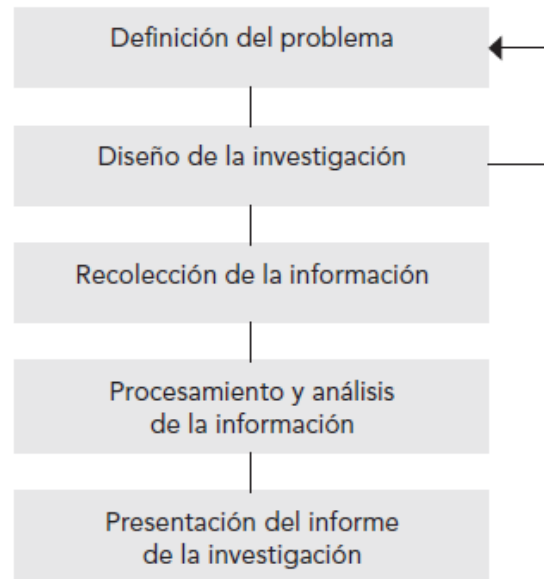 Definición del problema
Diseño de la investigación
Recolección de la información
Procesamiento y análisis
de la información
Presentación del informe
de la investigación